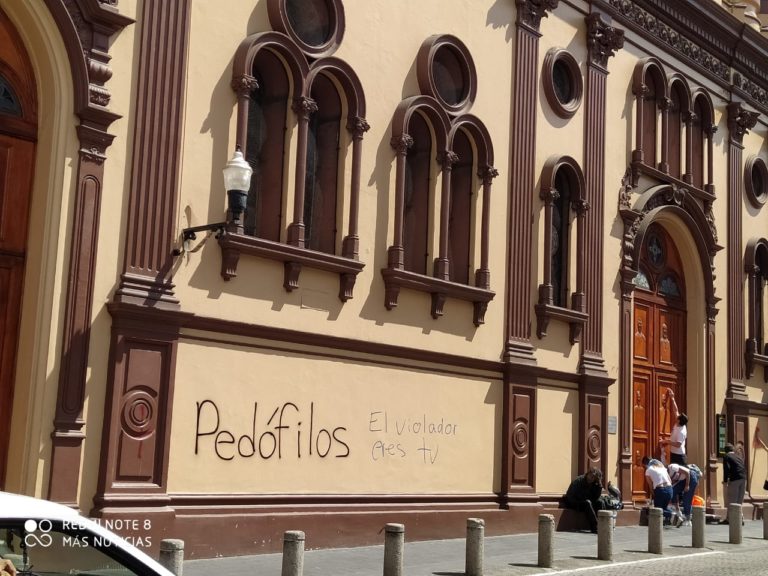 Pedófilos
El violador
eres tu
REDMI NOTE 8
MÁS NOTICIAS